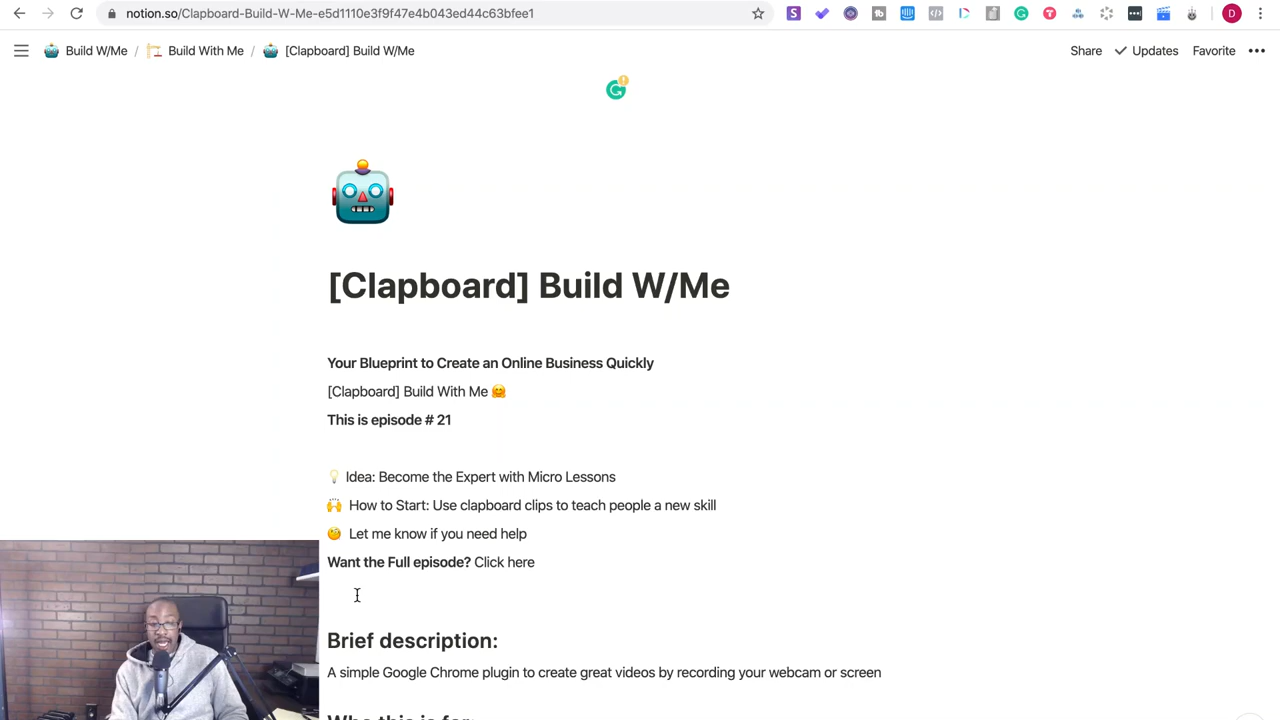 notion.so/Clapboard-Build-W-Me-e5d1110e3f9f47e4b043ed44c63bfee1
D
Build W/Me / Build With Me / [Clapboard] Build W/Me
Share Updates Favorite
[Clapboard] Build W/Me
Your Blueprint to Create an Online Business Quickly
[Clapboard] Build With Me 🤗
This is episode # 21
💡 Idea: Become the Expert with Micro Lessons
🙌 How to Start: Use clapboard clips to teach people a new skill
🧐 Let me know if you need help
Want the Full episode? Click here
Brief description:
A simple Google Chrome plugin to create great videos by recording your webcam or screen
Who this is for: